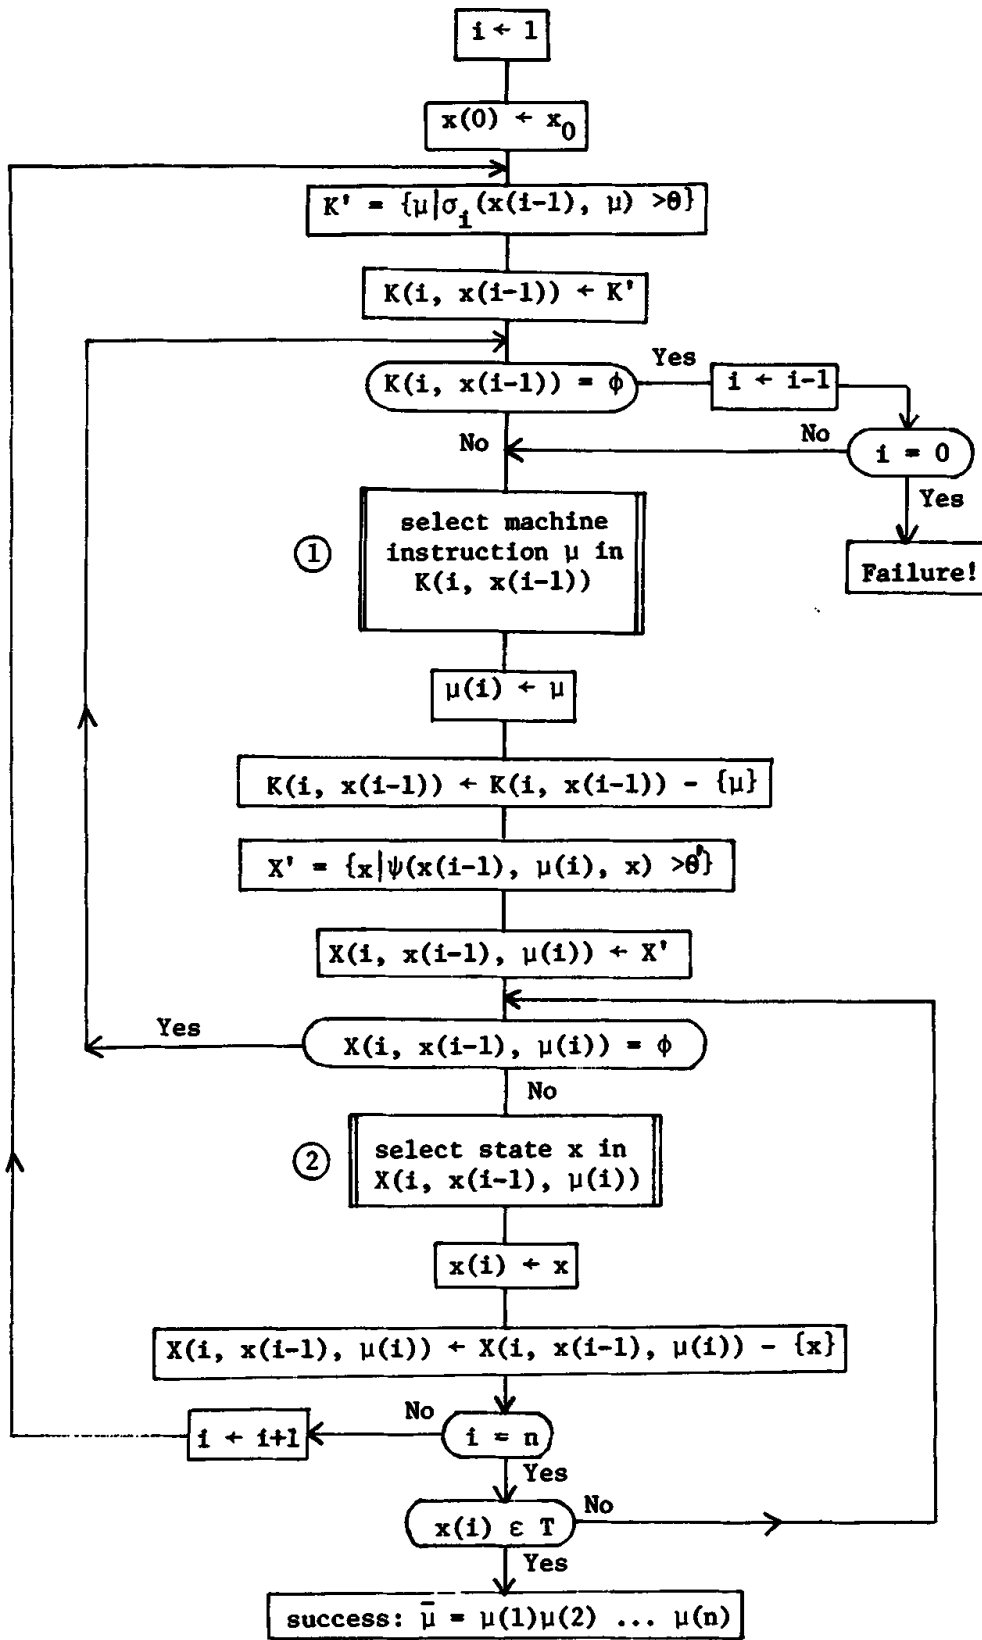 i ← 1
x(0) ← x₀
K' = {μ|σᵢ(x(i-1), μ) >θ}
K(i, x(i-1)) ← K'
K(i, x(i-1)) = ϕ
Yes
i ← i-1
No
No
i = 0
Yes
Failure!
①
select machine
instruction μ in
K(i, x(i-1))
μ(i) ← μ
K(i, x(i-1)) ← K(i, x(i-1)) - {μ}
X' = {x|ψ(x(i-1), μ(i), x) >θ'}
X(i, x(i-1), μ(i)) ← X'
Yes
X(i, x(i-1), μ(i)) = ϕ
No
②
select state x in
X(i, x(i-1), μ(i))
x(i) ← x
X(i, x(i-1), μ(i)) ← X(i, x(i-1), μ(i)) - {x}
No
i ← i+1
i = n
Yes
x(i) ε T
No
Yes
success: μ̄ = μ(1)μ(2) ... μ(n)